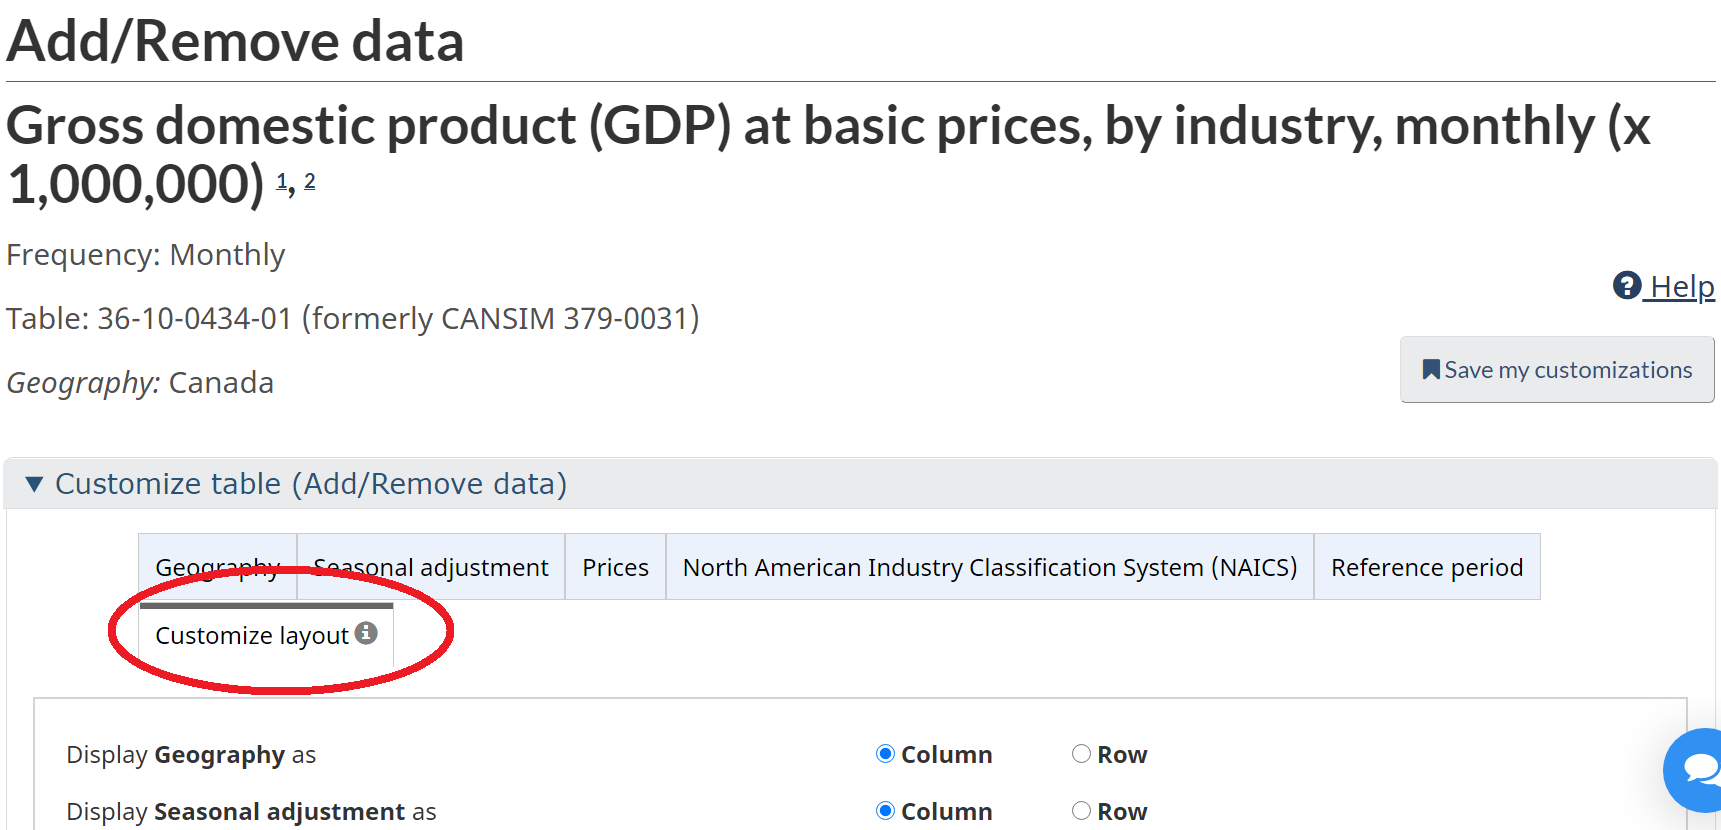 Add/Remove data
Gross domestic product (GDP) at basic prices, by industry, monthly (x
1,000,000) 1, 2
Frequency: Monthly
Help
Table: 36-10-0434-01 (formerly CANSIM 379-0031)
Save my customizations
Geography: Canada
Customize table (Add/Remove data)
Geography Seasonal adjustment Prices North American Industry Classification System (NAICS) Reference period
Customize layout
Display Geography as Column Row
Display Seasonal adjustment as Column Row